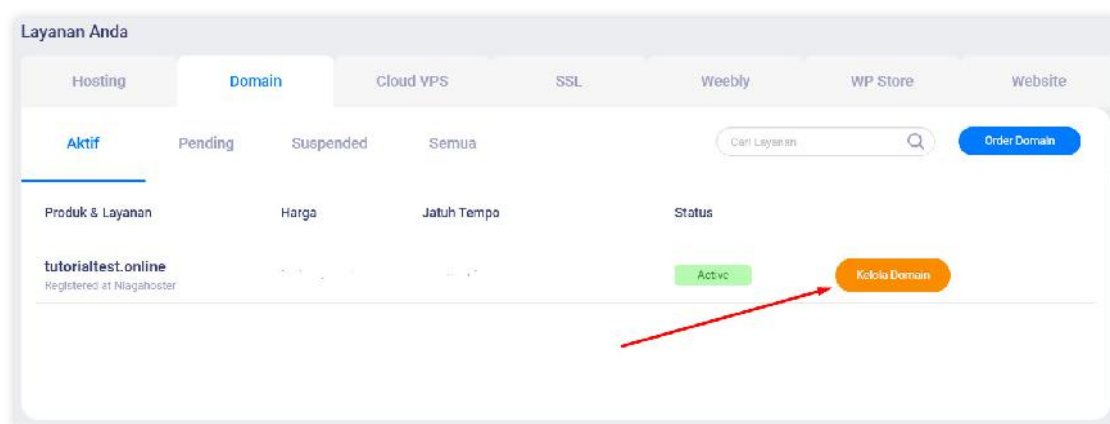 Layanan Anda
Hosting Domain Cloud VPS SSL Weebly WP Store Website
Aktif Pending Suspended Semua Cari Layanan Order Domain
Produk & Layanan Harga Jatuh Tempo Status
tutorialtest.online Active Kelola Domain
Registered at Niagahoster